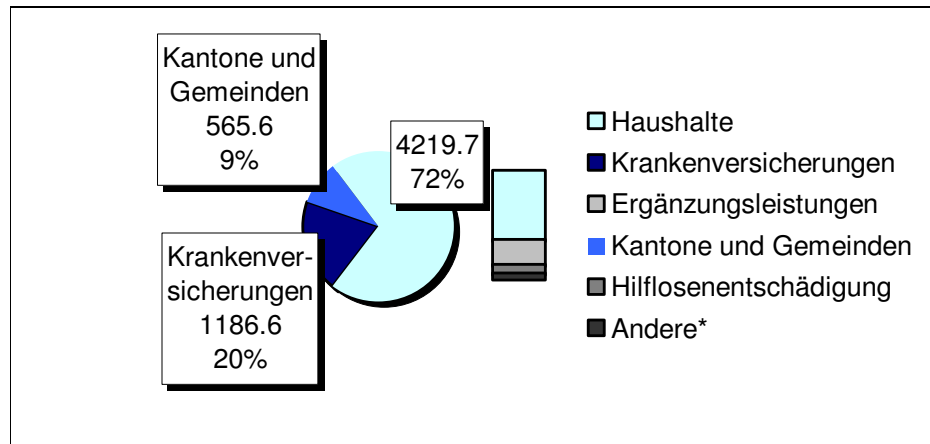 Kantone und
Gemeinden
565.6
9%
4219.7
72%
Krankenver-
sicherungen
1186.6
20%
Haushalte
Krankenversicherungen
Ergänzungsleistungen
Kantone und Gemeinden
Hilflosenentschädigung
Andere*